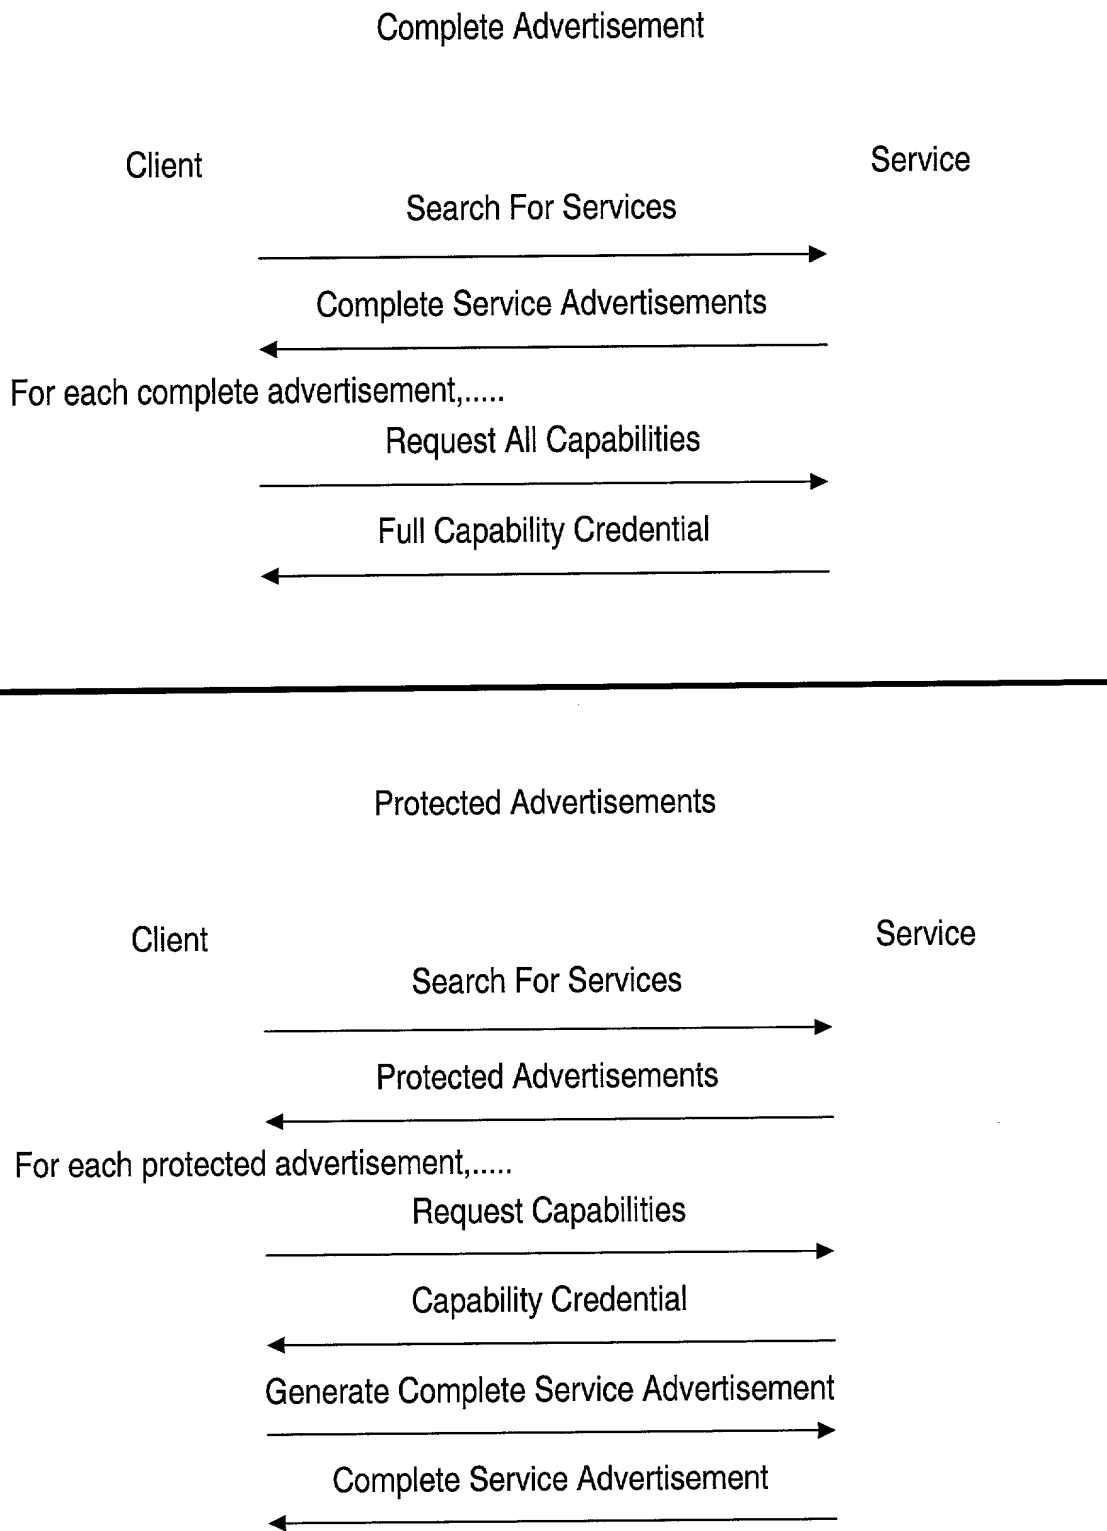 Complete Advertisement
Client
Service
Search For Services
Complete Service Advertisements
For each complete advertisement,.....
Request All Capabilities
Full Capability Credential
Protected Advertisements
Client
Service
Search For Services
Protected Advertisements
For each protected advertisement,.....
Request Capabilities
Capability Credential
Generate Complete Service Advertisement
Complete Service Advertisement